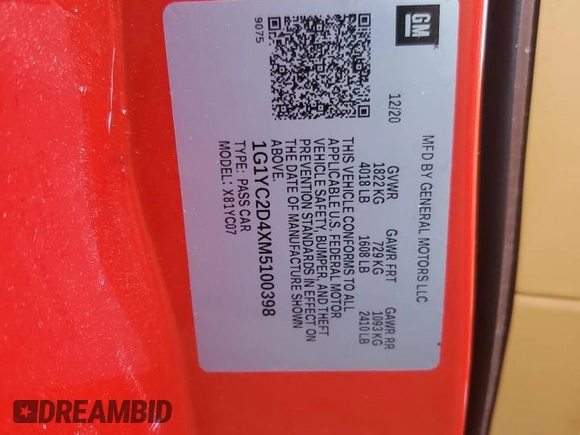 GM
MFD BY GENERAL MOTORS LLC
12/20
GVWR GAWR FRT GAWR RR
1822 KG 729 KG 1093 KG
4018 LB 1608 LB 2410 LB
THIS VEHICLE CONFORMS TO ALL
APPLICABLE U.S. FEDERAL MOTOR
VEHICLE SAFETY, BUMPER, AND THEFT
PREVENTION STANDARDS IN EFFECT ON
THE DATE OF MANUFACTURE SHOWN
ABOVE.
1G1YC2D4XM5100398
TYPE: PASS CAR
MODEL: X81YC07
9075
DREAMBID